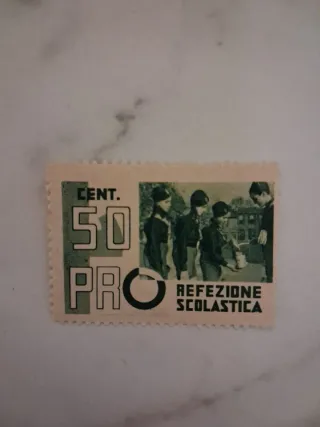 CENT.
50
PRO
REFEZIONE
SCOLASTICA